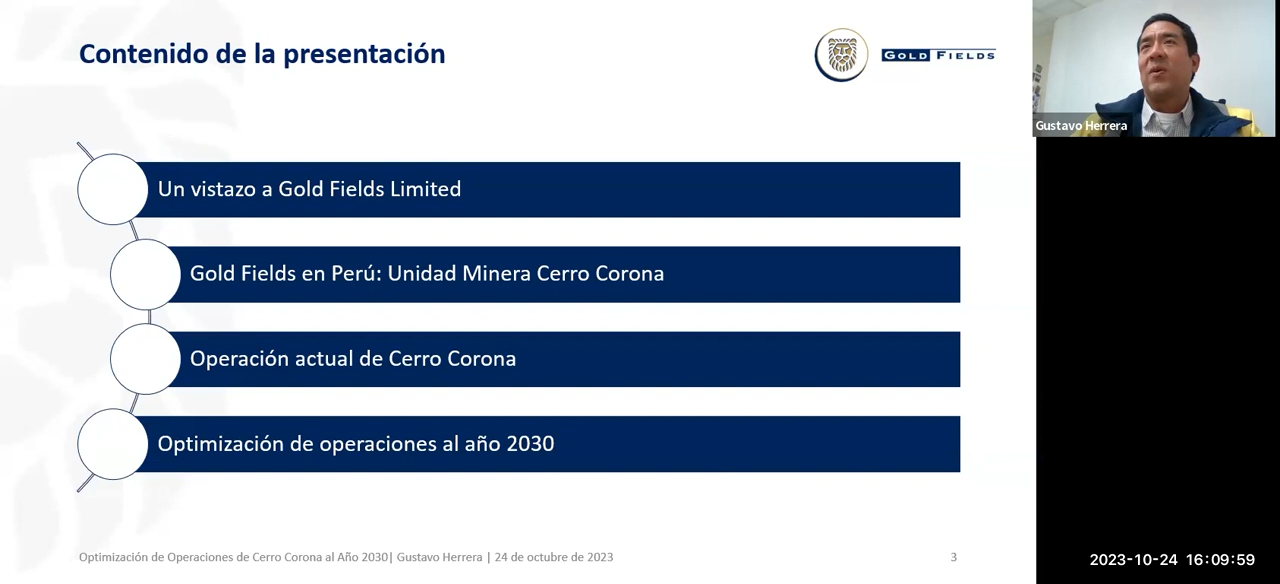 Contenido de la presentación
GOLD FIELDS
Gustavo Herrera
Un vistazo a Gold Fields Limited
Gold Fields en Perú: Unidad Minera Cerro Corona
Operación actual de Cerro Corona
Optimización de operaciones al año 2030
Optimización de Operaciones de Cerro Corona al Año 2030| Gustavo Herrera | 24 de octubre de 2023
3
2023-10-24 16:09:59